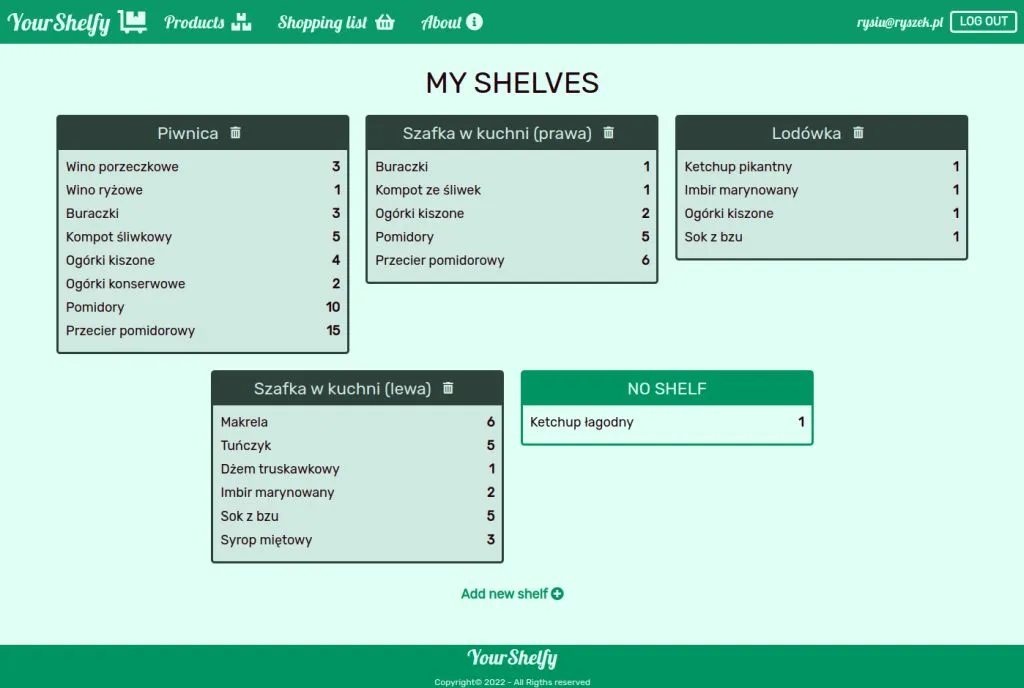 YourShelfy Products Shopping list About rysiu@ryszek.pl LOG OUT
MY SHELVES
Piwnica
Wino porzeczkowe 3
Wino ryżowe 1
Buraczki 3
Kompot śliwkowy 5
Ogórki kiszone 4
Ogórki konserwowe 2
Pomidory 10
Przecier pomidorowy 15
Szafka w kuchni (prawa)
Buraczki 1
Kompot ze śliwek 1
Ogórki kiszone 2
Pomidory 5
Przecier pomidorowy 6
Lodówka
Ketchup pikantny 1
Imbir marynowany 1
Ogórki kiszone 1
Sok z bzu 1
Szafka w kuchni (lewa)
Makrela 6
Tuńczyk 5
Dżem truskawkowy 1
Imbir marynowany 2
Sok z bzu 5
Syrop miętowy 3
NO SHELF
Ketchup łagodny 1
Add new shelf
YourShelfy
Copyright© 2022 - All Rigths reserved